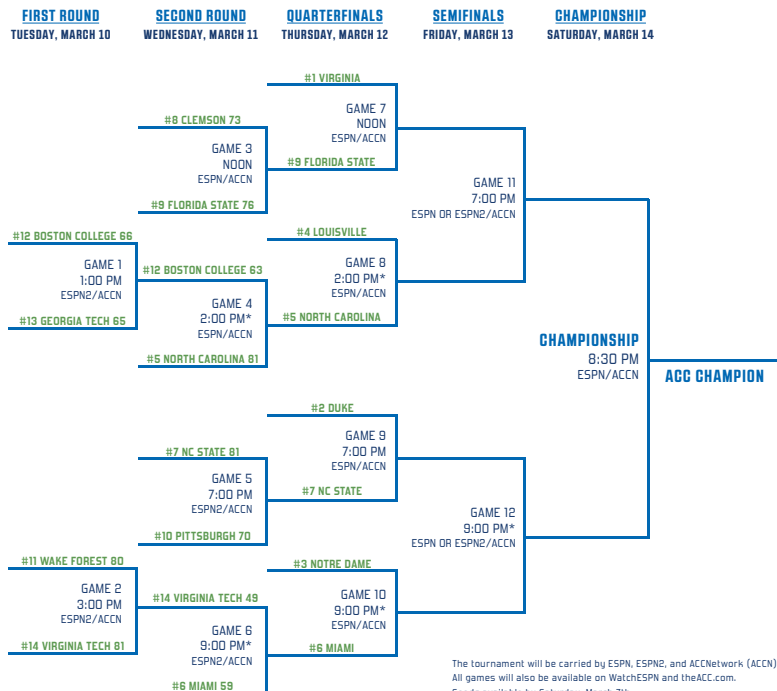 FIRST ROUND
TUESDAY, MARCH 10
SECOND ROUND
WEDNESDAY, MARCH 11
QUARTERFINALS
THURSDAY, MARCH 12
SEMIFINALS
FRIDAY, MARCH 13
CHAMPIONSHIP
SATURDAY, MARCH 14
#12 BOSTON COLLEGE 66
GAME 1
1:00 PM
ESPN2/ACCN
#13 GEORGIA TECH 65
#11 WAKE FOREST 80
GAME 2
3:00 PM
ESPN2/ACCN
#14 VIRGINIA TECH 81
#8 CLEMSON 73
GAME 3
NOON
ESPN/ACCN
#9 FLORIDA STATE 76
#12 BOSTON COLLEGE 63
GAME 4
2:00 PM*
ESPN/ACCN
#5 NORTH CAROLINA 81
#7 NC STATE 81
GAME 5
7:00 PM
ESPN2/ACCN
#10 PITTSBURGH 70
#14 VIRGINIA TECH 49
GAME 6
9:00 PM*
ESPN2/ACCN
#6 MIAMI 59
#1 VIRGINIA
GAME 7
NOON
ESPN/ACCN
#9 FLORIDA STATE
#4 LOUISVILLE
GAME 8
2:00 PM*
ESPN/ACCN
#5 NORTH CAROLINA
#2 DUKE
GAME 9
7:00 PM
ESPN/ACCN
#7 NC STATE
#3 NOTRE DAME
GAME 10
9:00 PM*
ESPN/ACCN
#6 MIAMI
GAME 11
7:00 PM
ESPN OR ESPN2/ACCN
GAME 12
9:00 PM*
ESPN OR ESPN2/ACCN
CHAMPIONSHIP
8:30 PM
ESPN/ACCN
ACC CHAMPION
The tournament will be carried by ESPN, ESPN2, and ACCNetwork (ACCN)
All games will also be available on WatchESPN and theACC.com.